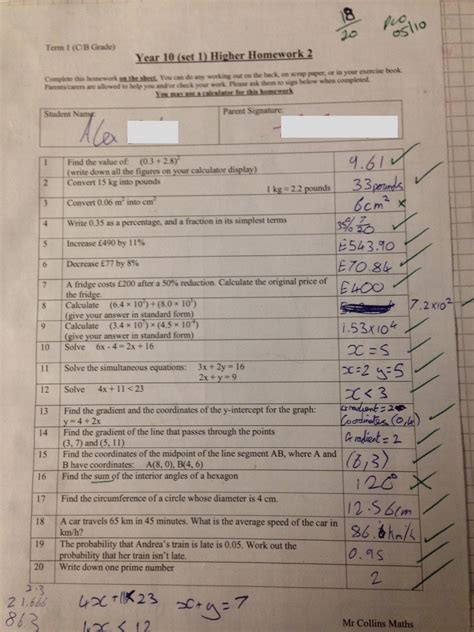 18
20
PCO
05/10
Term 1 (C/B Grade)
Year 10 (set 1) Higher Homework 2
Complete this homework on the sheet. You can do any working out on the back, on scrap paper, or in your exercise book.
Parents/carers are allowed to help you and/or check your work. Please ask them to sign below when completed.
You may use a calculator for this homework
Student Name: Parent Signature:
Alex
1 Find the value of: (0.3 + 2.8)² 9.61
(write down all the figures on your calculator display)
2 Convert 15 kg into pounds 1 kg = 2.2 pounds 33 pounds
3 Convert 0.06 m² into cm² 6cm²
4 Write 0.35 as a percentage, and a fraction in its simplest terms 35% 7/20
5 Increase £490 by 11% £543.90
6 Decrease £77 by 8% £70.84
7 A fridge costs £200 after a 50% reduction. Calculate the original price of £400
the fridge.
8 Calculate 7.2x10²
(give your answer in standard form)
9 Calculate 1.53x10⁴
(give your answer in standard form)
10 Solve 6x - 4 = 2x + 16 x=5
11 Solve the simultaneous equations: 3x + 2y = 16 x=2 y=5
2x + y = 9
12 Solve 4x + 11 < 23 x<3
13 Find the gradient and the coordinates of the y-intercept for the graph: Gradient = 2
y = 4 + 2x Coordinates (0,4)
14 Find the gradient of the line that passes through the points Gradient = 2
(3, 7) and (5, 11)
15 Find the coordinates of the midpoint of the line segment AB, where A and (6,3)
B have coordinates: A(8, 0), B(4, 6)
16 Find the sum of the interior angles of a hexagon 120°
17 Find the circumference of a circle whose diameter is 4 cm. 12.56cm
18 A car travels 65 km in 45 minutes. What is the average speed of the car in 86.6km/h
km/h?
19 The probability that Andrea's train is late is 0.05. Work out the 0.95
probability that her train isn't late.
20 Write down one prime number 2
2.3
21.666 4x+11<23 x+y=7
863 4x<12
Mr Collins Maths